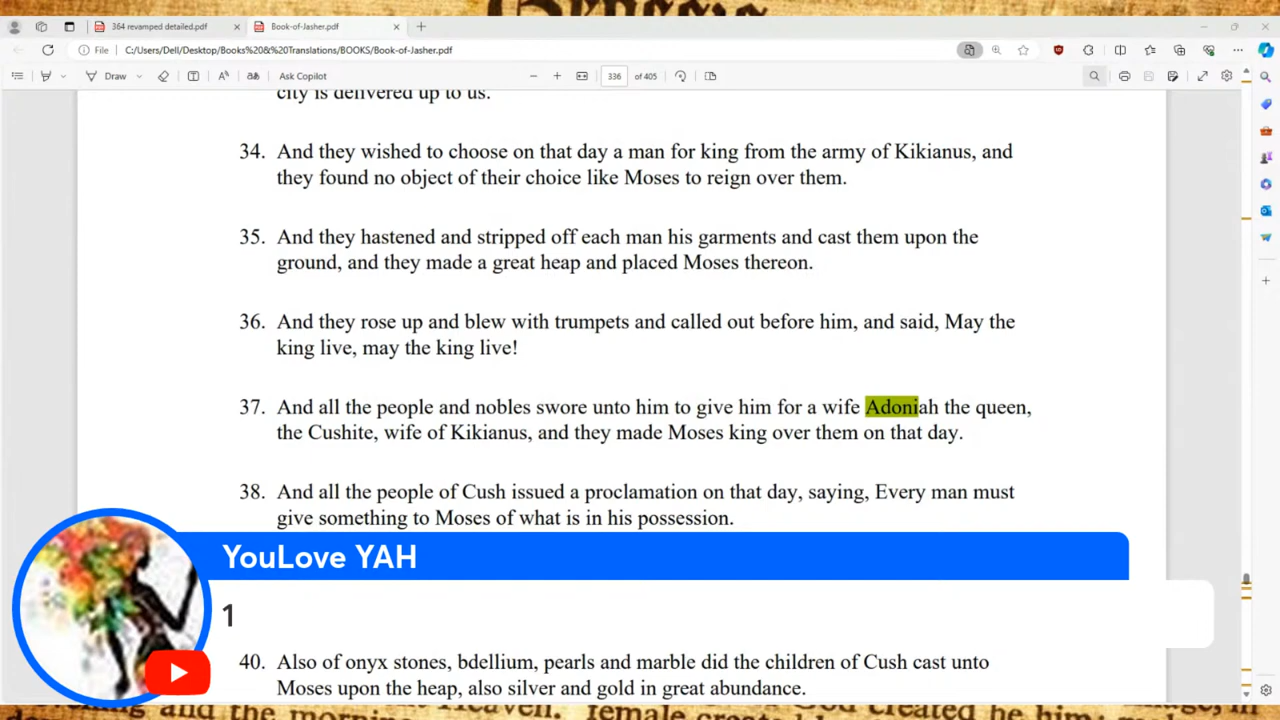 Genesis
364 revamped detailed.pdf
Book-of-Jasher.pdf
File
C:/Users/Dell/Desktop/Books%20&%20Translations/BOOKS/Book-of-Jasher.pdf
Draw
Ask Copilot
336 of 405
city is delivered up to us.
34. And they wished to choose on that day a man for king from the army of Kikianus, and
they found no object of their choice like Moses to reign over them.
35. And they hastened and stripped off each man his garments and cast them upon the
ground, and they made a great heap and placed Moses thereon.
36. And they rose up and blew with trumpets and called out before him, and said, May the
king live, may the king live!
37. And all the people and nobles swore unto him to give him for a wife Adoniah the queen,
the Cushite, wife of Kikianus, and they made Moses king over them on that day.
38. And all the people of Cush issued a proclamation on that day, saying, Every man must
give something to Moses of what is in his possession.
YouLove YAH
1
40. Also of onyx stones, bdellium, pearls and marble did the children of Cush cast unto
Moses upon the heap, also silver and gold in great abundance.
and the Heaven. female God created he him;